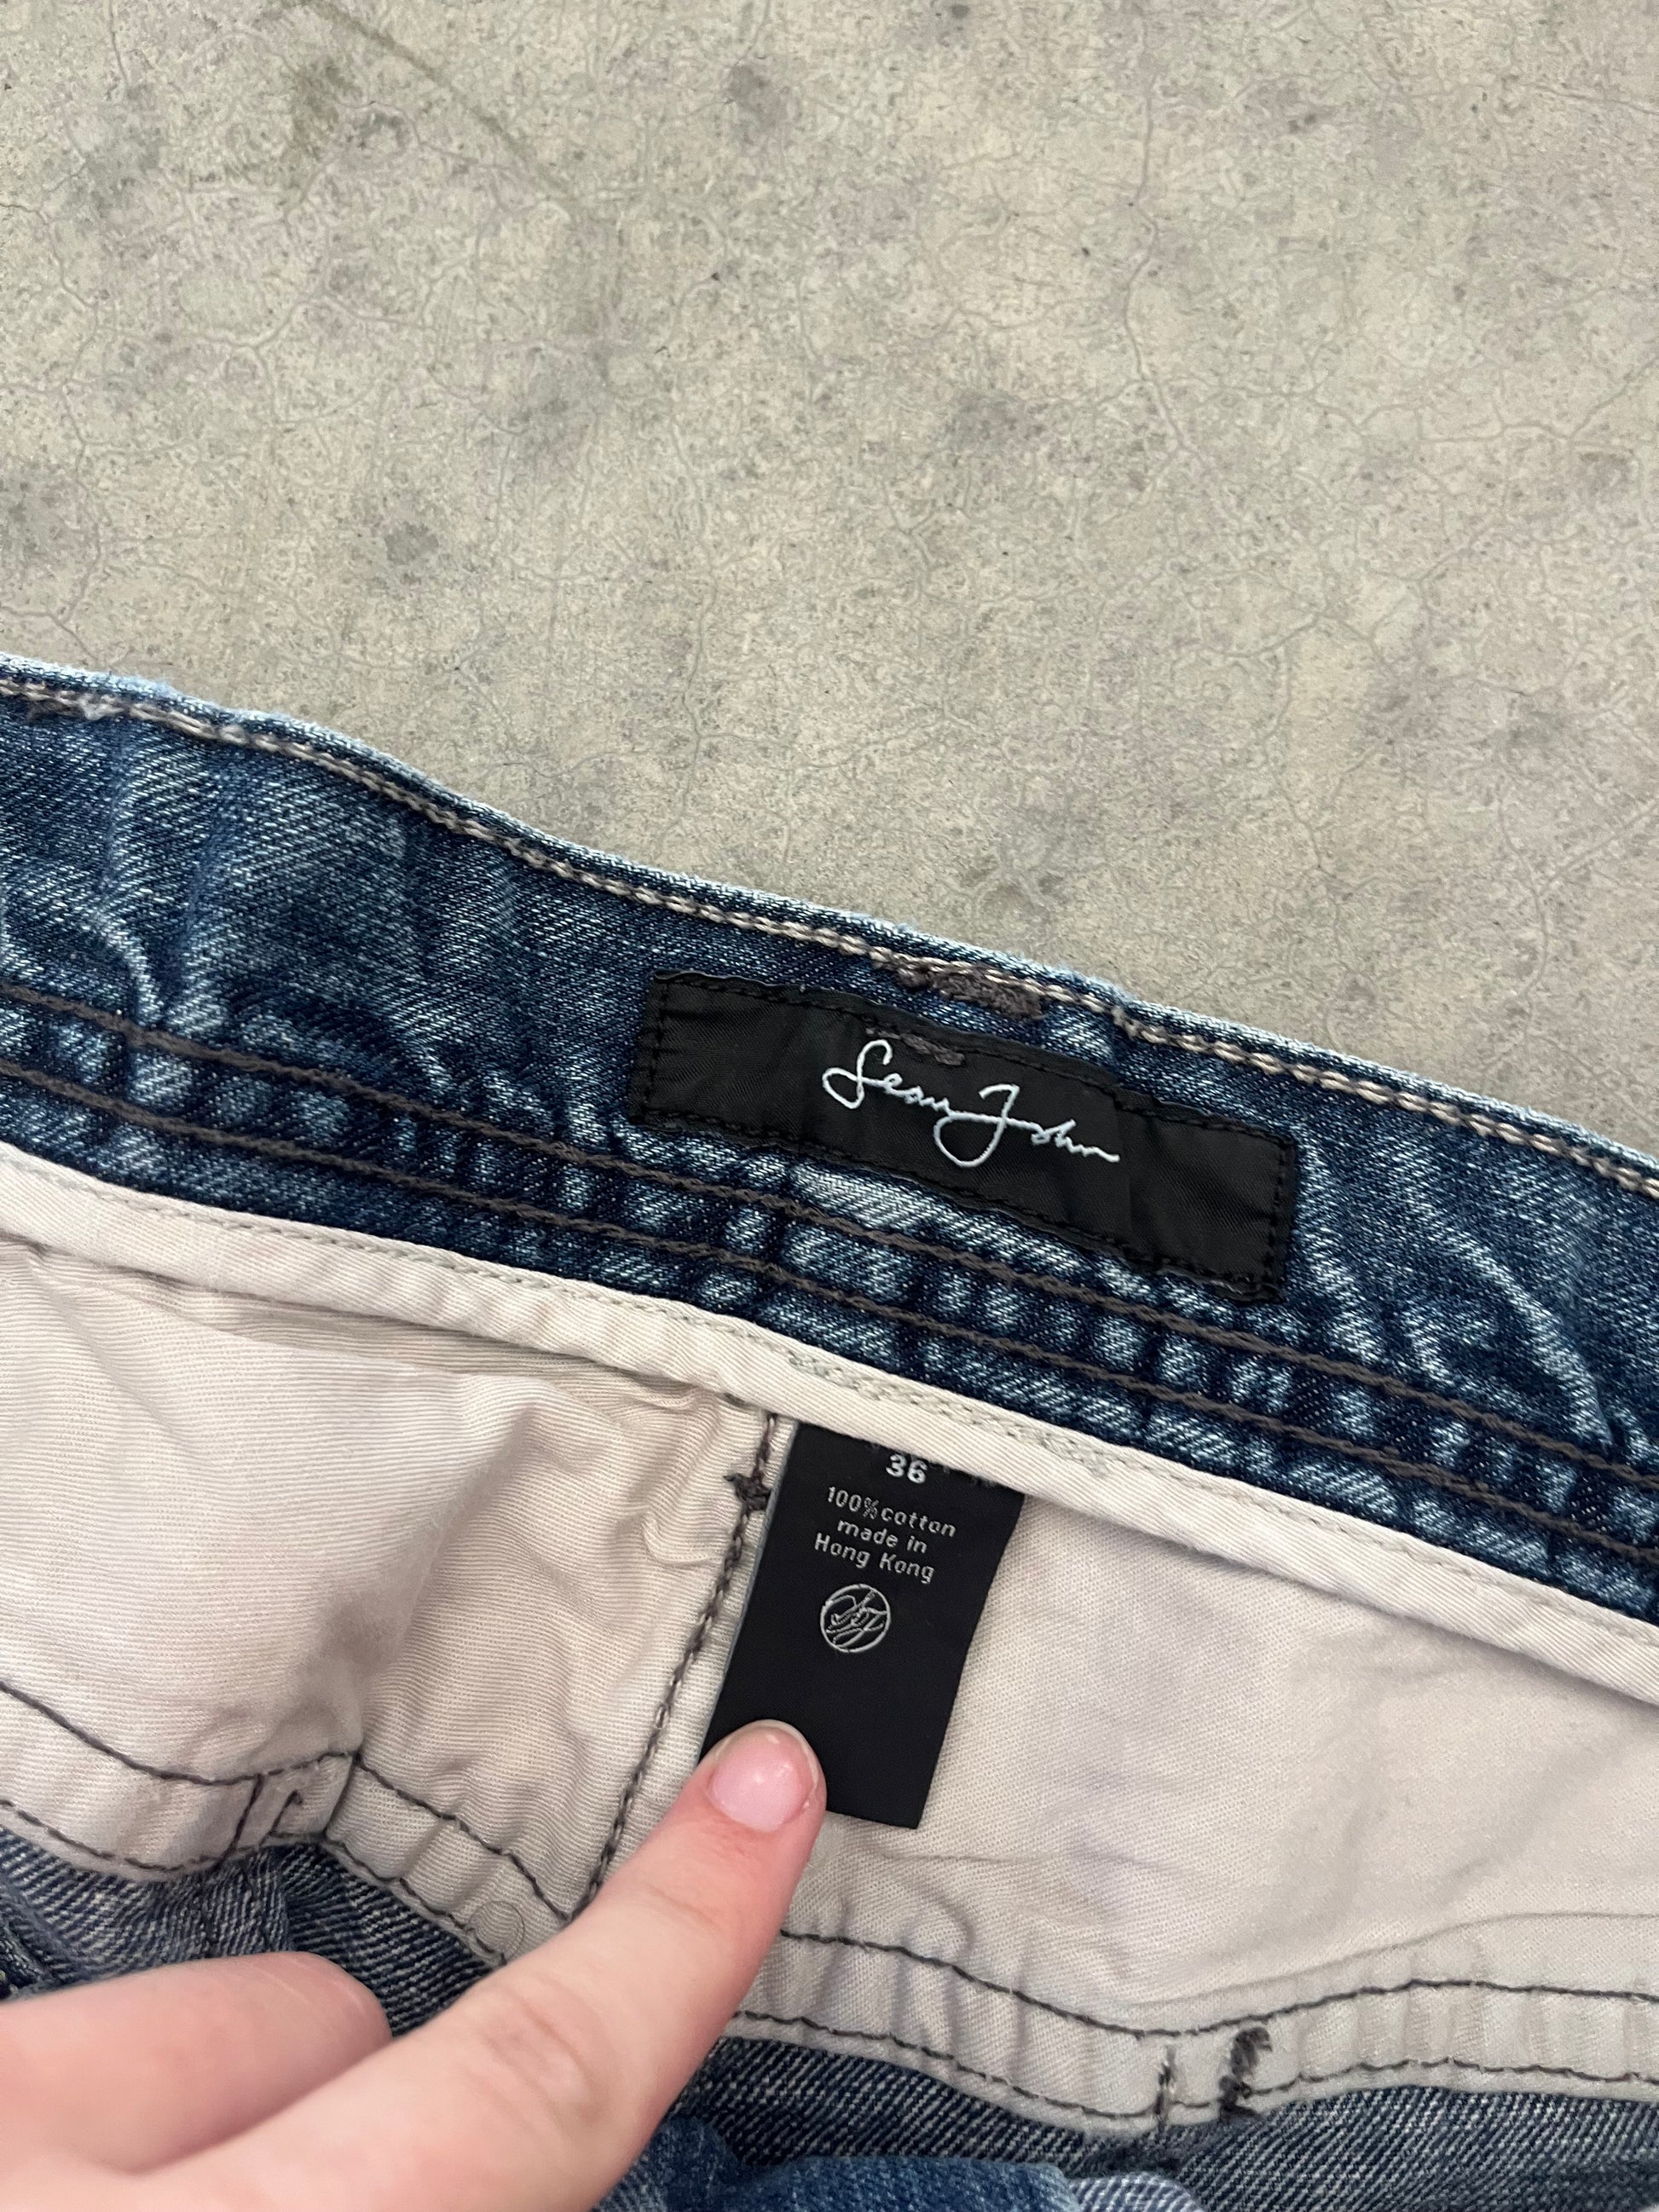 Sean John
36
100% cotton
made in
Hong Kong